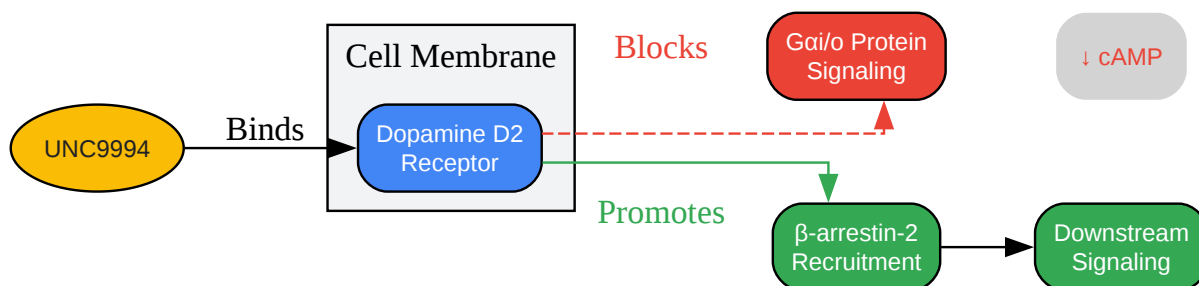 UNC9994
Binds
Cell Membrane
Dopamine D2
Receptor
Blocks
Promotes
Gαi/o Protein
Signaling
↓ cAMP
β-arrestin-2
Recruitment
Downstream
Signaling